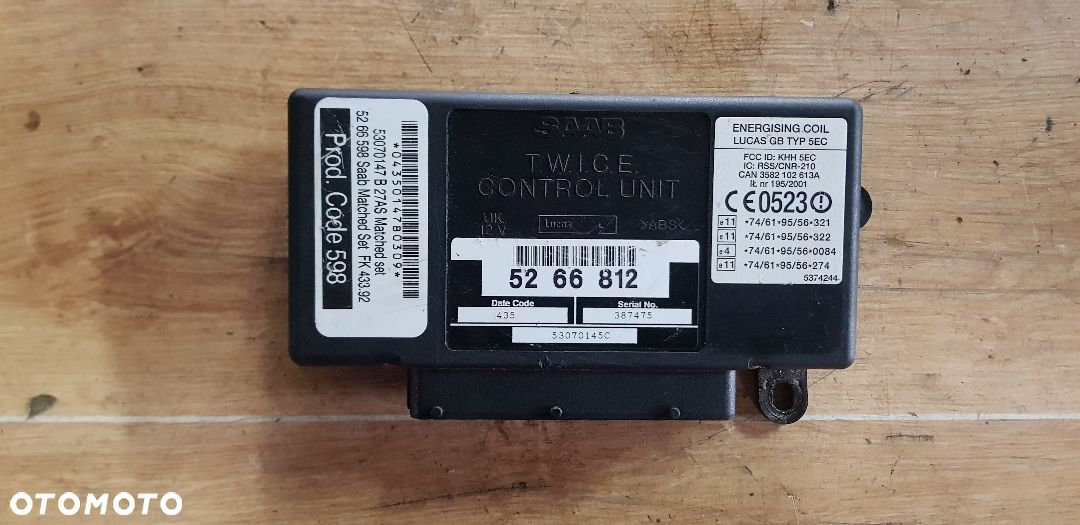 *043501478B0309*
53070147 B 27AS Matched set
52 66 598 Saab Matched Set FK 433.92
Prod. Code 598
SAAB
T.W.I.C.E.
CONTROL UNIT
UK.
12 V
Lucas
>ABS<
52 66 812
Date Code
Serial No.
435
387475
53070145C
ENERGISING COIL
LUCAS GB TYP 5EC
FCC ID: KHH 5EC
IC: RSS/CNR-210
CAN 3582 102 613A
lt. nr 195/2001
CE0523
e11 *74/61*95/56*321
e11 *74/61*95/56*322
e4 *74/61*95/56*0084
e11 *74/61*95/56*274
5374244
OTOMOTO